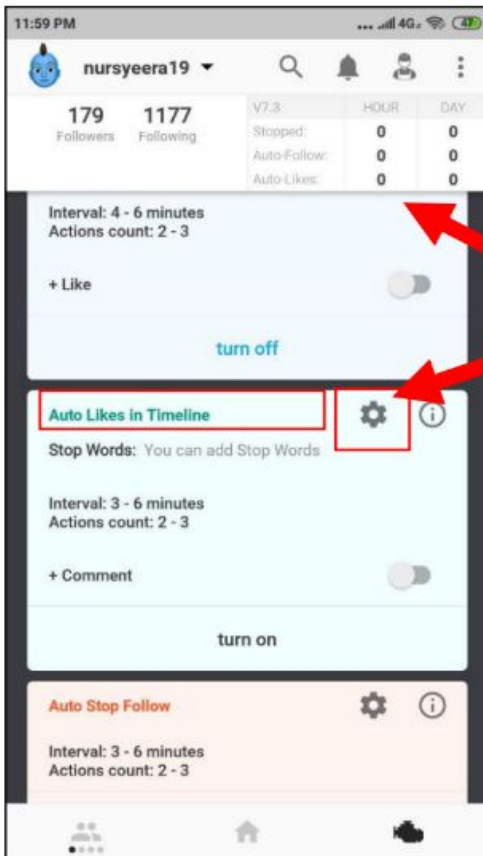 11:59 PM ... 4G 47
nursyeera19
179 1177
Followers Following
V7.3 HOUR DAY
Stopped: 0 0
Auto-Follow: 0 0
Auto-Likes: 0 0
Interval: 4 - 6 minutes
Actions count: 2 - 3
+ Like
turn off
Auto Likes in Timeline
Stop Words: You can add Stop Words
Interval: 3 - 6 minutes
Actions count: 2 - 3
+ Comment
turn on
Auto Stop Follow
Interval: 3 - 6 minutes
Actions count: 2 - 3